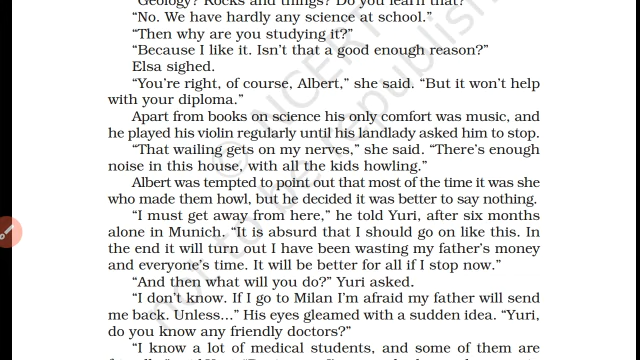 "Geology? Rocks and things? Do you learn that?"
"No. We have hardly any science at school."
"Then why are you studying it?"
"Because I like it. Isn't that a good enough reason?"
Elsa sighed.
"You're right, of course, Albert," she said. "But it won't help
with your diploma."
Apart from books on science his only comfort was music, and
he played his violin regularly until his landlady asked him to stop.
"That wailing gets on my nerves," she said. "There's enough
noise in this house, with all the kids howling."
Albert was tempted to point out that most of the time it was she
who made them howl, but he decided it was better to say nothing.
"I must get away from here," he told Yuri, after six months
alone in Munich. "It is absurd that I should go on like this. In
the end it will turn out I have been wasting my father's money
and everyone's time. It will be better for all if I stop now."
"And then what will you do?" Yuri asked.
"I don't know. If I go to Milan I'm afraid my father will send
me back. Unless..." His eyes gleamed with a sudden idea. "Yuri,
do you know any friendly doctors?"
"I know a lot of medical students, and some of them are
© NCERT
not to be republished